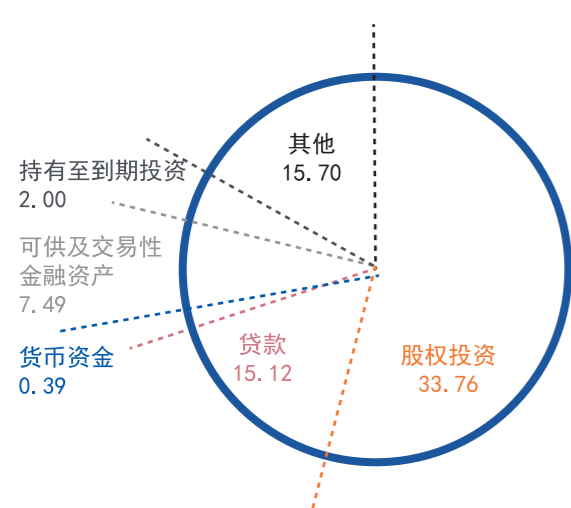 其他
15.70
持有至到期投资
2.00
可供及交易性
金融资产
7.49
货币资金
0.39
贷款
15.12
股权投资
33.76